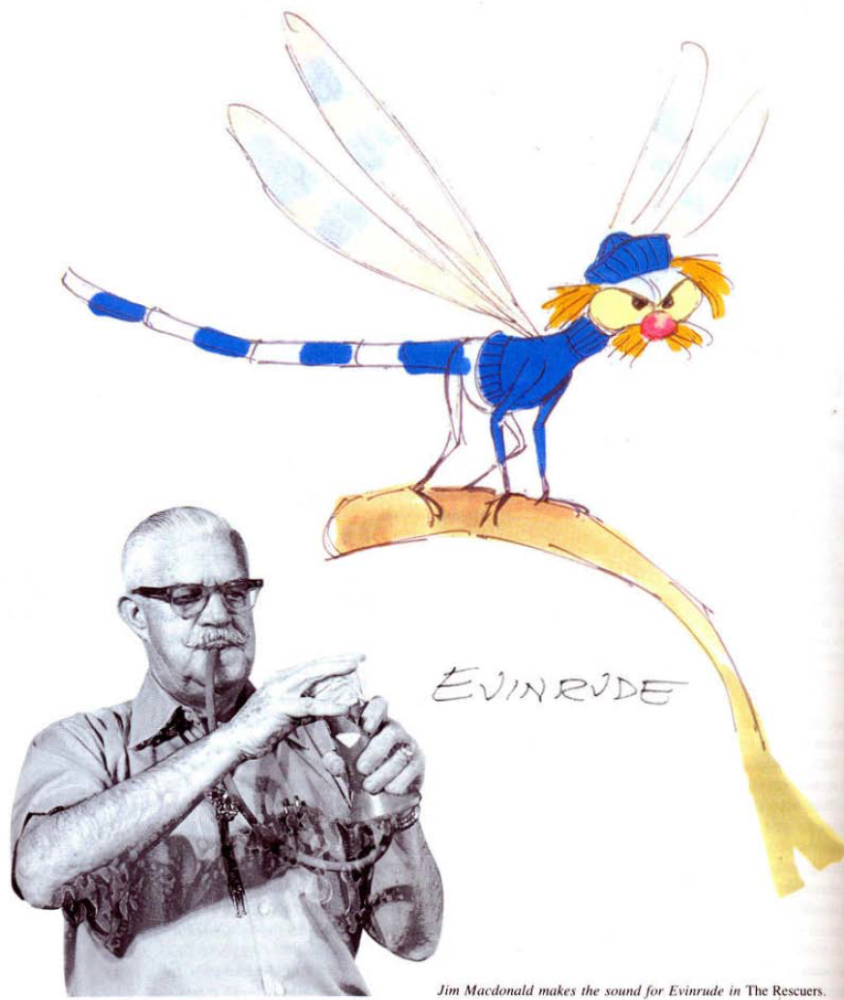 EVINRUDE
Jim Macdonald makes the sound for Evinrude in The Rescuers.